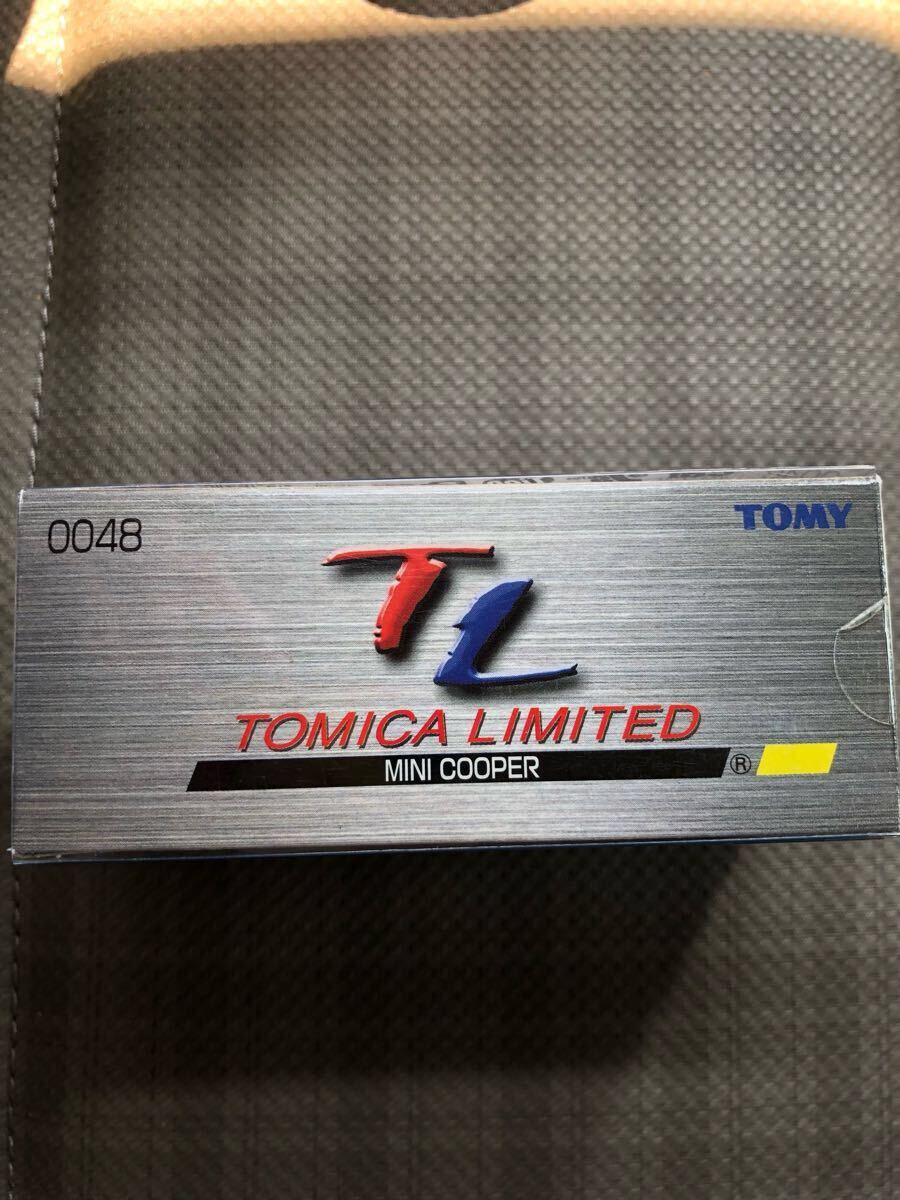 0048
TOMY
TL
TOMICA LIMITED
MINI COOPER ®